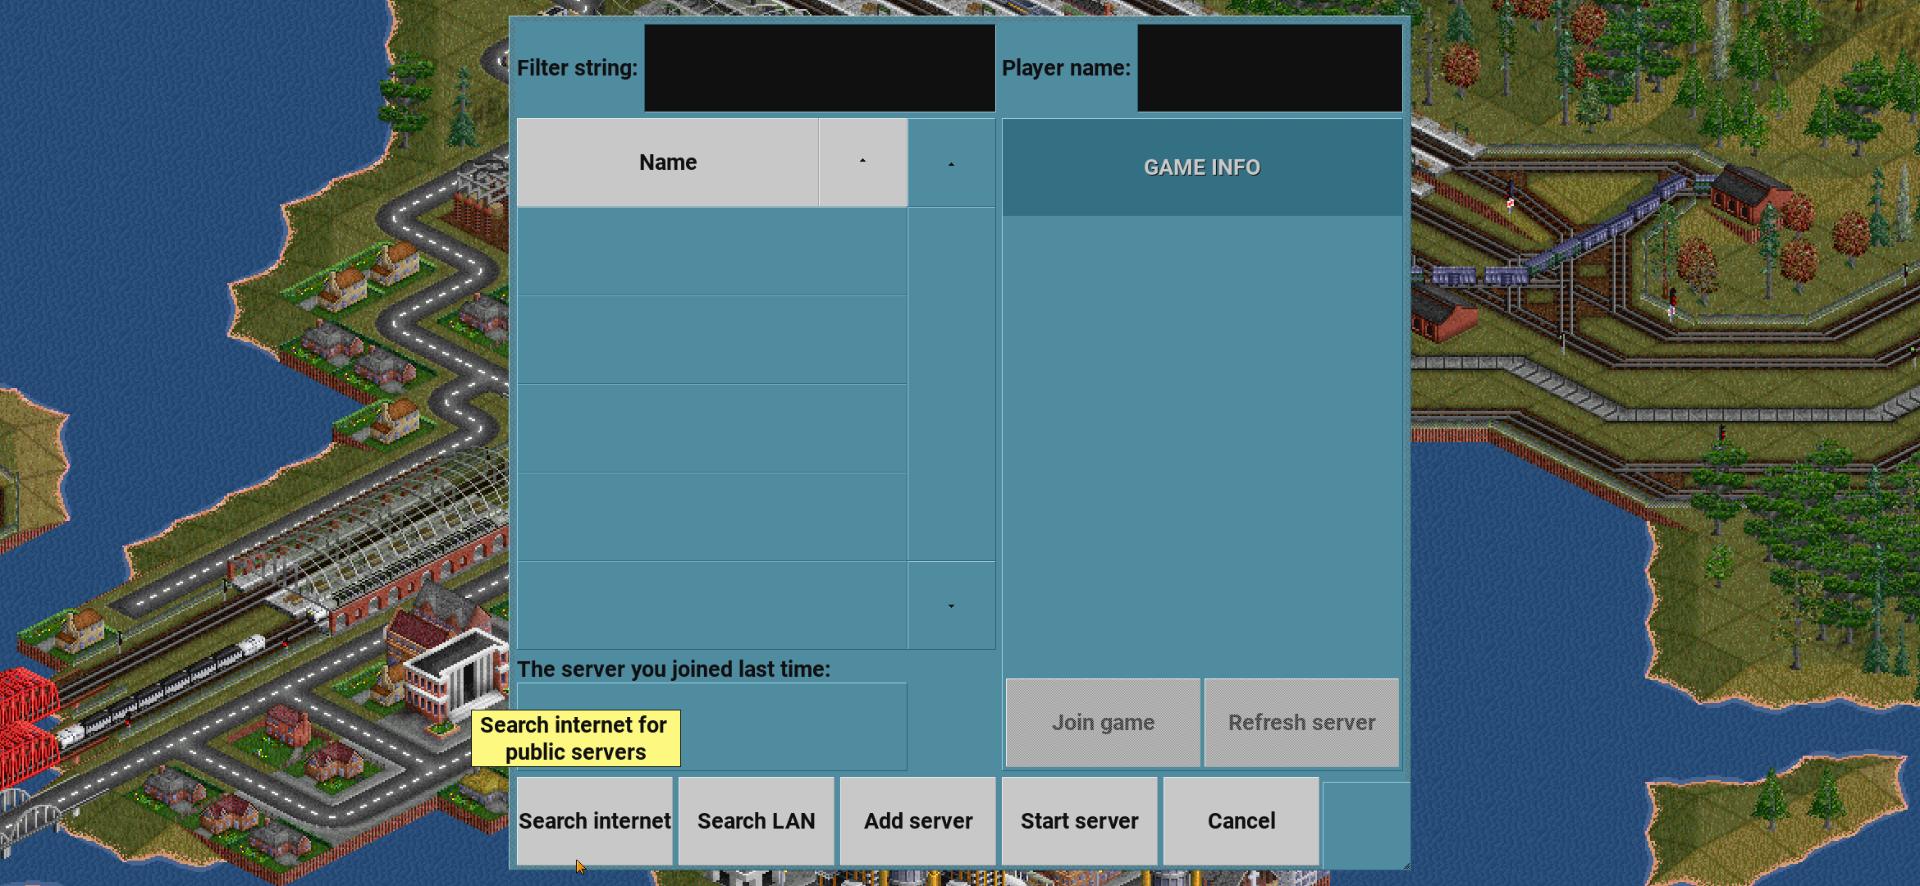 Filter string:
Player name:
Name
GAME INFO
The server you joined last time:
Search internet for
public servers
Join game
Refresh server
Search internet
Search LAN
Add server
Start server
Cancel